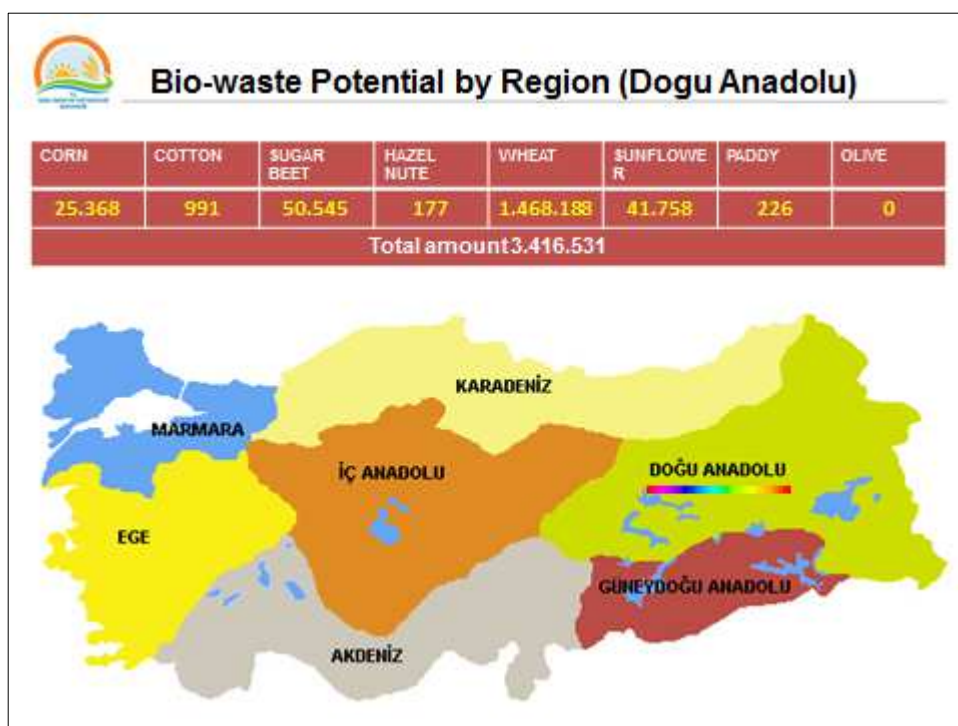 Bio-waste Potential by Region (Dogu Anadolu)
CORN COTTON SUGAR BEET HAZEL NUTE WHEAT SUNFLOWE R PADDY OLIVE
25.368 991 50.545 177 1.468.188 41.758 226 0
Total amount3.416.531
KARADENİZ
MARMARA
İÇ ANADOLU
DOĞU ANADOLU
EGE
GÜNEYDOĞU ANADOLU
AKDENİZ